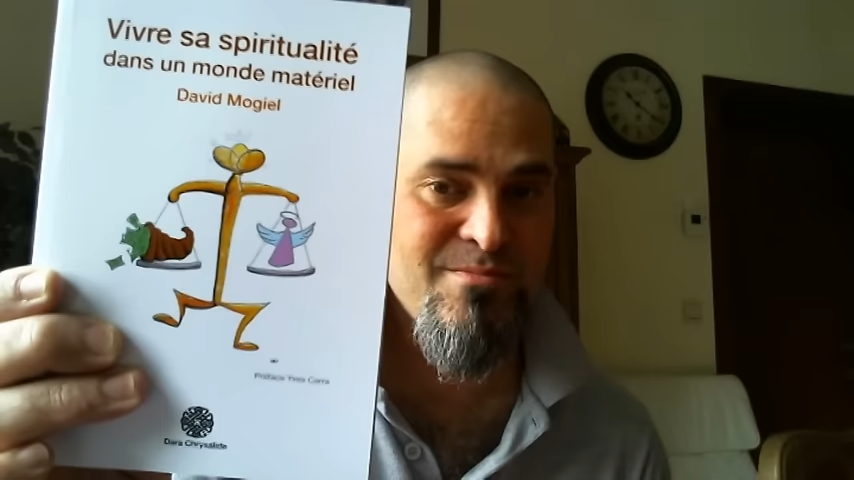 Vivre sa spiritualité
dans un monde matériel
David Mogiel
Préface Yves Carra
Dara Chrysalide